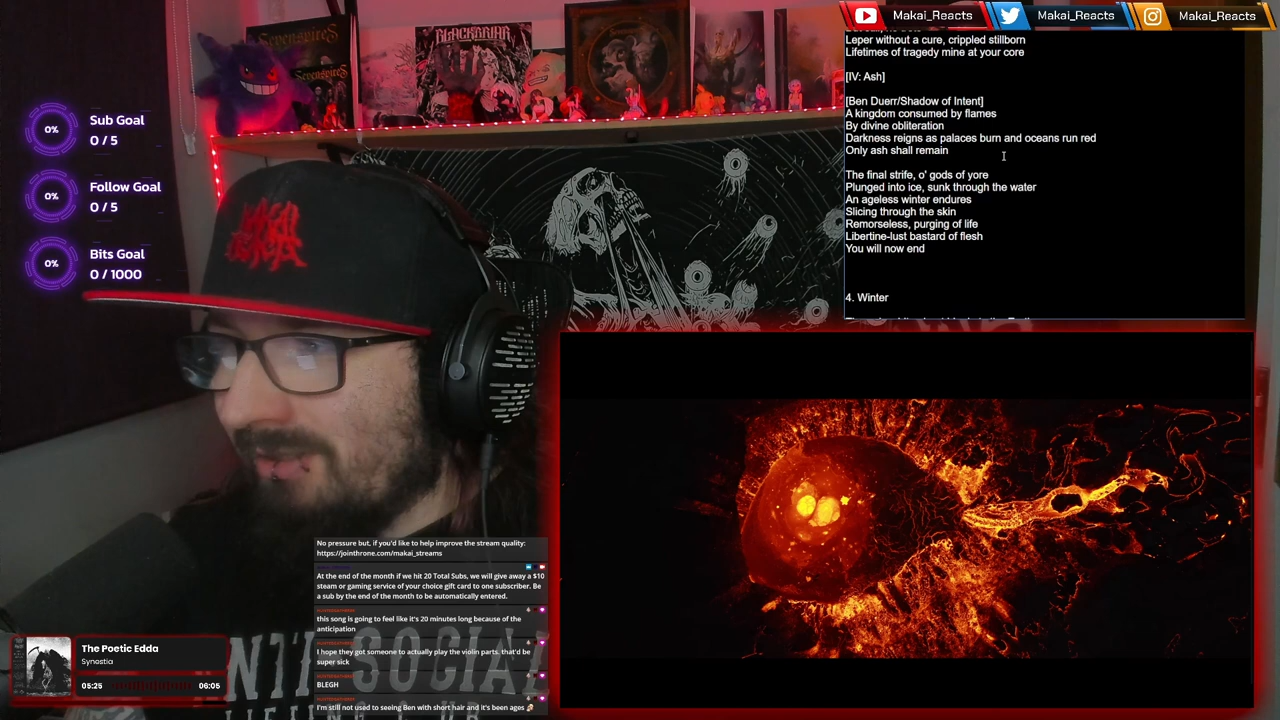 Makai_Reacts
Makai_Reacts
Makai_Reacts
Sub Goal
0%
0 / 5
Follow Goal
0%
0 / 5
Bits Goal
0%
0 / 1000
Leper without a cure, crippled stillborn
Lifetimes of tragedy mine at your core
[IV: Ash]
[Ben Duerr/Shadow of Intent]
A kingdom consumed by flames
By divine obliteration
Darkness reigns as palaces burn and oceans run red
Only ash shall remain
The final strife, o' gods of yore
Plunged into ice, sunk through the water
An ageless winter endures
Slicing through the skin
Remorseless, purging of life
Libertine-lust bastard of flesh
You will now end
4. Winter
No pressure but, if you'd like to help improve the stream quality:
https://jointhrone.com/makai_streams
At the end of the month if we hit 20 Total Subs, we will give away a $10
steam or gaming service of your choice gift card to one subscriber. Be
a sub by the end of the month to be automatically entered.
this song is going to feel like it's 20 minutes long because of the
anticipation
I hope they got someone to actually play the violin parts, that'd be
super sick
BLEGH
I'm still not used to seeing Ben with short hair and it's been ages
The Poetic Edda
Synestia
05:25
06:05